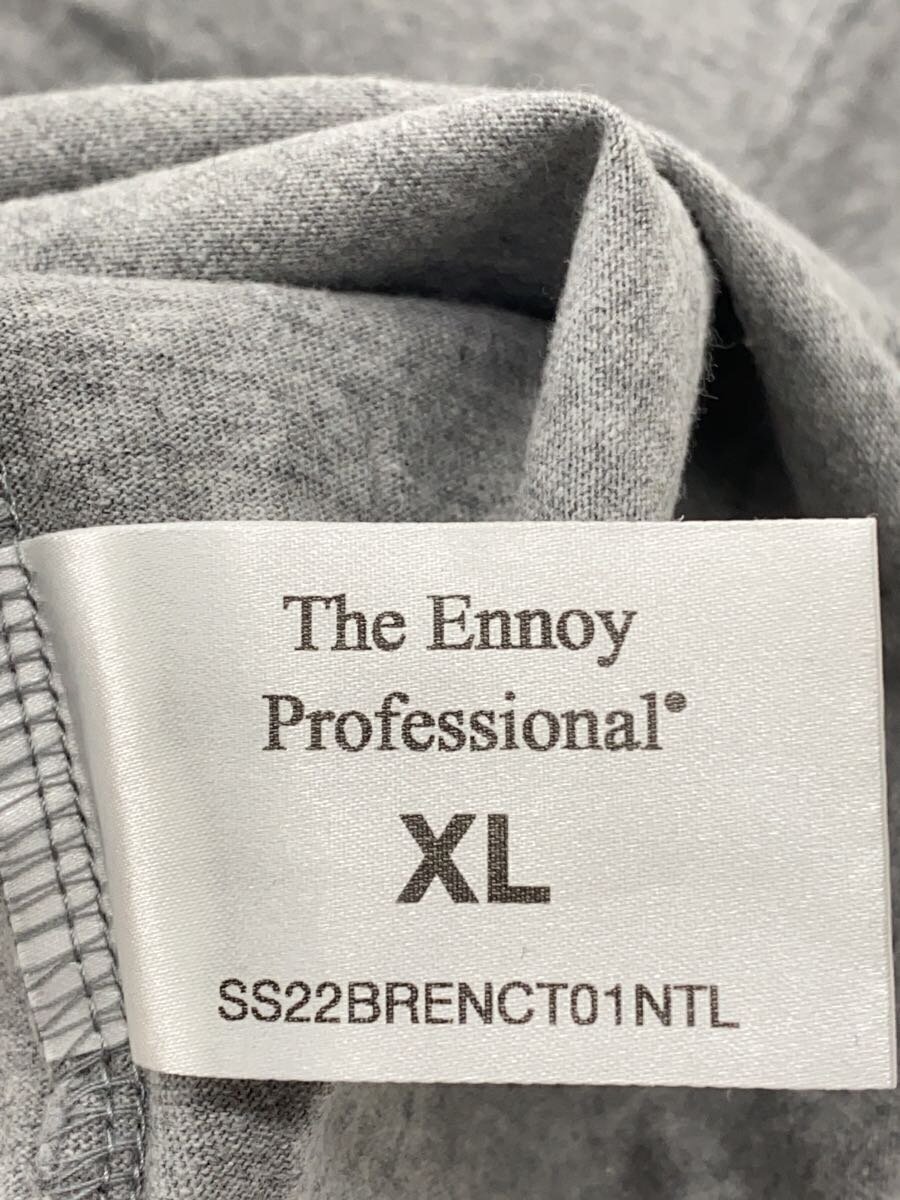 The Ennoy
Professional®
XL
SS22BRENCT01NTL